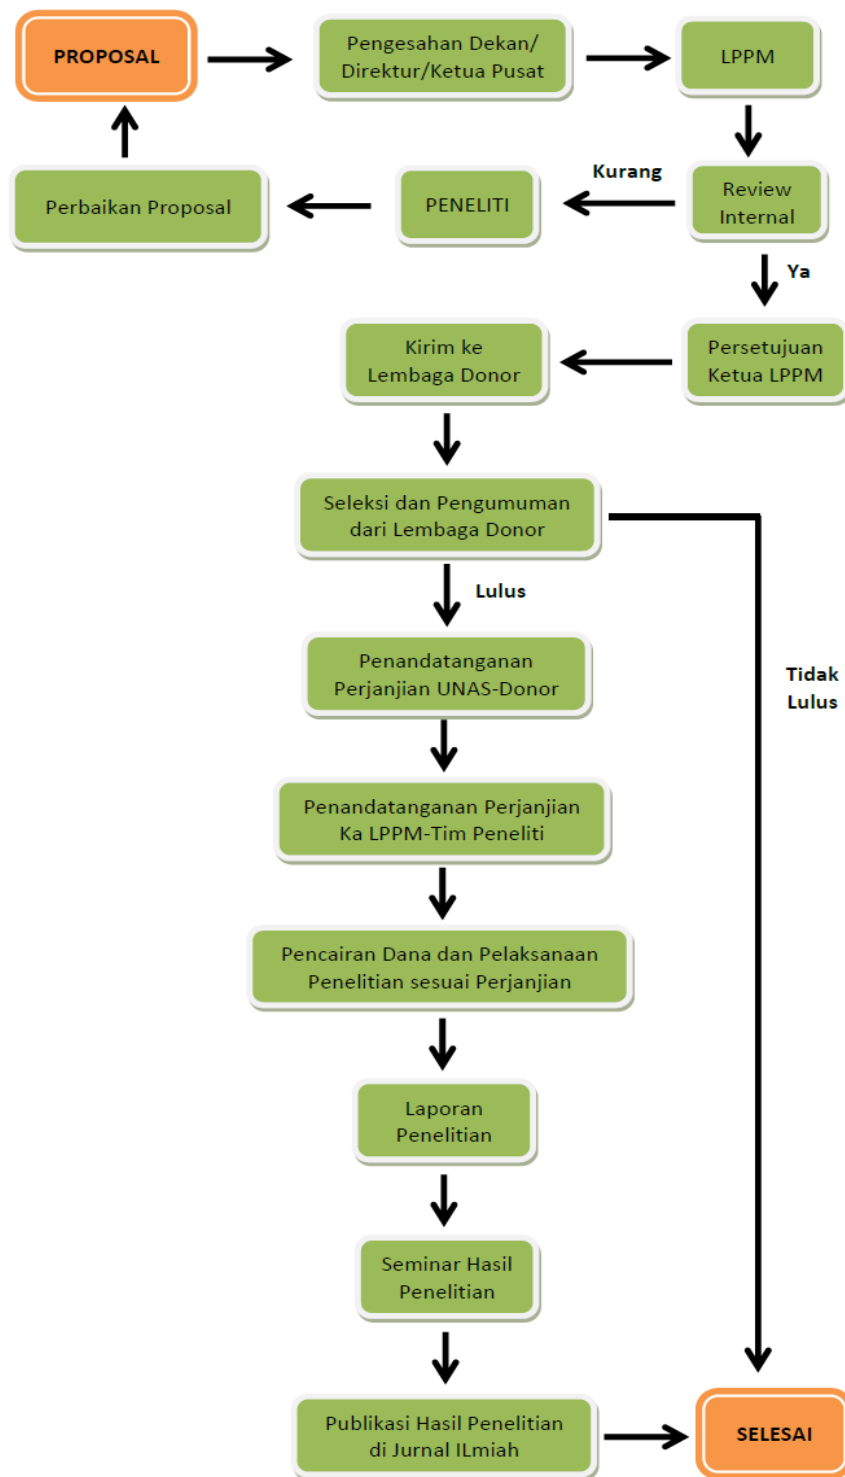 PROPOSAL
Pengesahan Dekan/
Direktur/Ketua Pusat
LPPM
Perbaikan Proposal
PENELITI
Kurang
Review
Internal
Ya
Kirim ke
Lembaga Donor
Persetujuan
Ketua LPPM
Seleksi dan Pengumuman
dari Lembaga Donor
Lulus
Penandatanganan
Perjanjian UNAS-Donor
Tidak
Lulus
Penandatanganan Perjanjian
Ka LPPM-Tim Peneliti
Pencairan Dana dan Pelaksanaan
Penelitian sesuai Perjanjian
Laporan
Penelitian
Seminar Hasil
Penelitian
Publikasi Hasil Penelitian
di Jurnal ILmiah
SELESAI